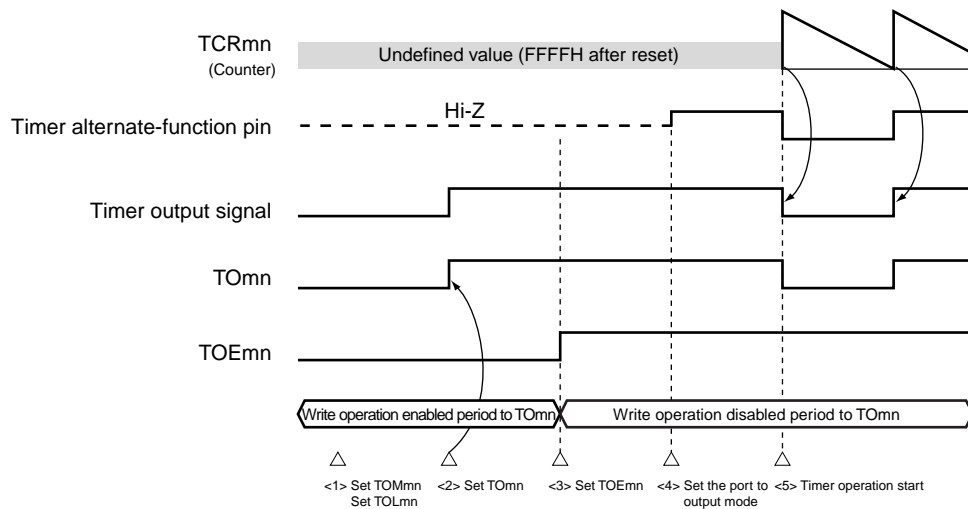 TCRmn
(Counter)
Undefined value (FFFFH after reset)
Hi-Z
Timer alternate-function pin
Timer output signal
TOmn
TOEmn
Write operation enabled period to TOmn
Write operation disabled period to TOmn
<1> Set TOMmn
Set TOLmn
<2> Set TOmn
<3> Set TOEmn
<4> Set the port to
output mode
<5> Timer operation start